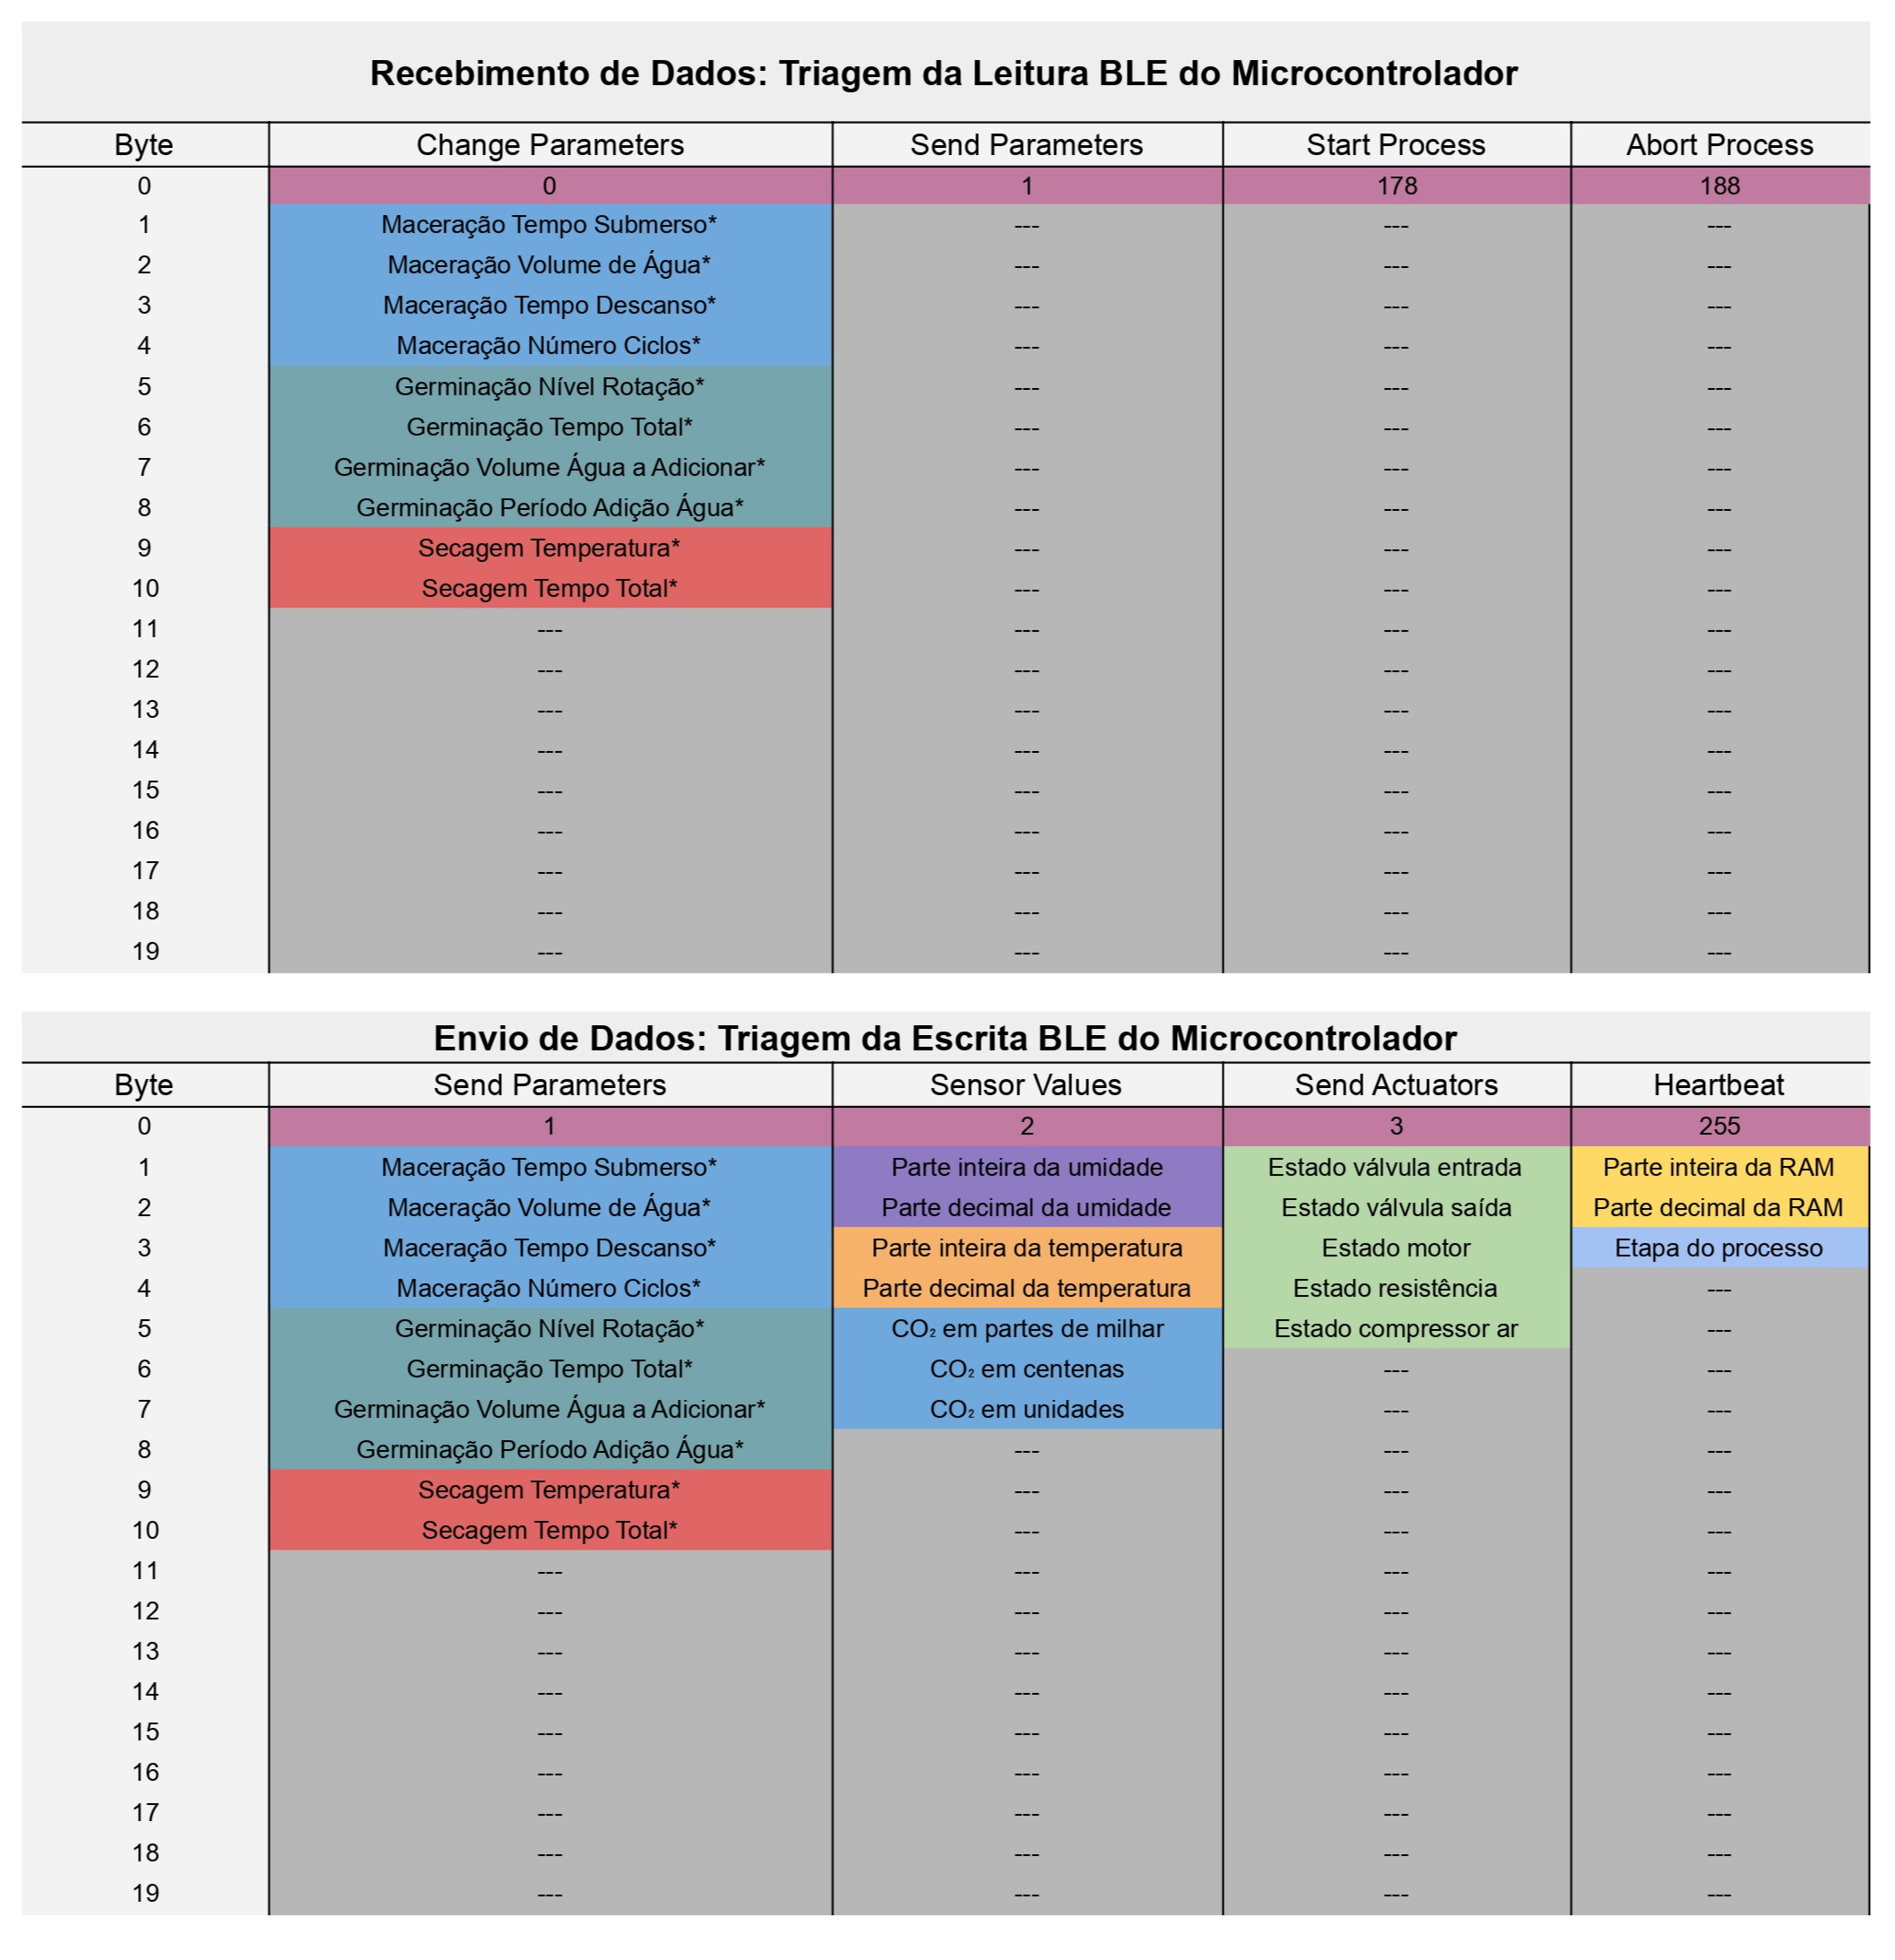 Recebimento de Dados: Triagem da Leitura BLE do Microcontrolador
Byte Change Parameters Send Parameters Start Process Abort Process
0 0 1 178 188
1 Maceração Tempo Submerso* --- --- ---
2 Maceração Volume de Água* --- --- ---
3 Maceração Tempo Descanso* --- --- ---
4 Maceração Número Ciclos* --- --- ---
5 Germinação Nível Rotação* --- --- ---
6 Germinação Tempo Total* --- --- ---
7 Germinação Volume Água a Adicionar* --- --- ---
8 Germinação Período Adição Água* --- --- ---
9 Secagem Temperatura* --- --- ---
10 Secagem Tempo Total* --- --- ---
11 --- --- --- ---
12 --- --- --- ---
13 --- --- --- ---
14 --- --- --- ---
15 --- --- --- ---
16 --- --- --- ---
17 --- --- --- ---
18 --- --- --- ---
19 --- --- --- ---
Envio de Dados: Triagem da Escrita BLE do Microcontrolador
Byte Send Parameters Sensor Values Send Actuators Heartbeat
0 1 2 3 255
1 Maceração Tempo Submerso* Parte inteira da umidade Estado válvula entrada Parte inteira da RAM
2 Maceração Volume de Água* Parte decimal da umidade Estado válvula saída Parte decimal da RAM
3 Maceração Tempo Descanso* Parte inteira da temperatura Estado motor Etapa do processo
4 Maceração Número Ciclos* Parte decimal da temperatura Estado resistência ---
5 Germinação Nível Rotação* CO₂ em partes de milhar Estado compressor ar ---
6 Germinação Tempo Total* CO₂ em centenas --- ---
7 Germinação Volume Água a Adicionar* CO₂ em unidades --- ---
8 Germinação Período Adição Água* --- --- ---
9 Secagem Temperatura* --- --- ---
10 Secagem Tempo Total* --- --- ---
11 --- --- --- ---
12 --- --- --- ---
13 --- --- --- ---
14 --- --- --- ---
15 --- --- --- ---
16 --- --- --- ---
17 --- --- --- ---
18 --- --- --- ---
19 --- --- --- ---